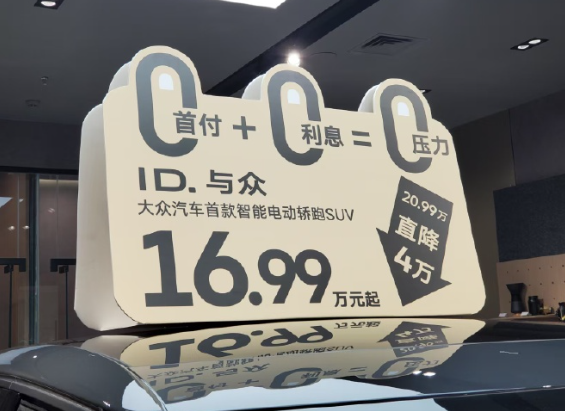 0首付+0利息=0压力
ID.与众
大众汽车首款智能电动轿跑SUV
16.99万元起
20.99万
直降
4万